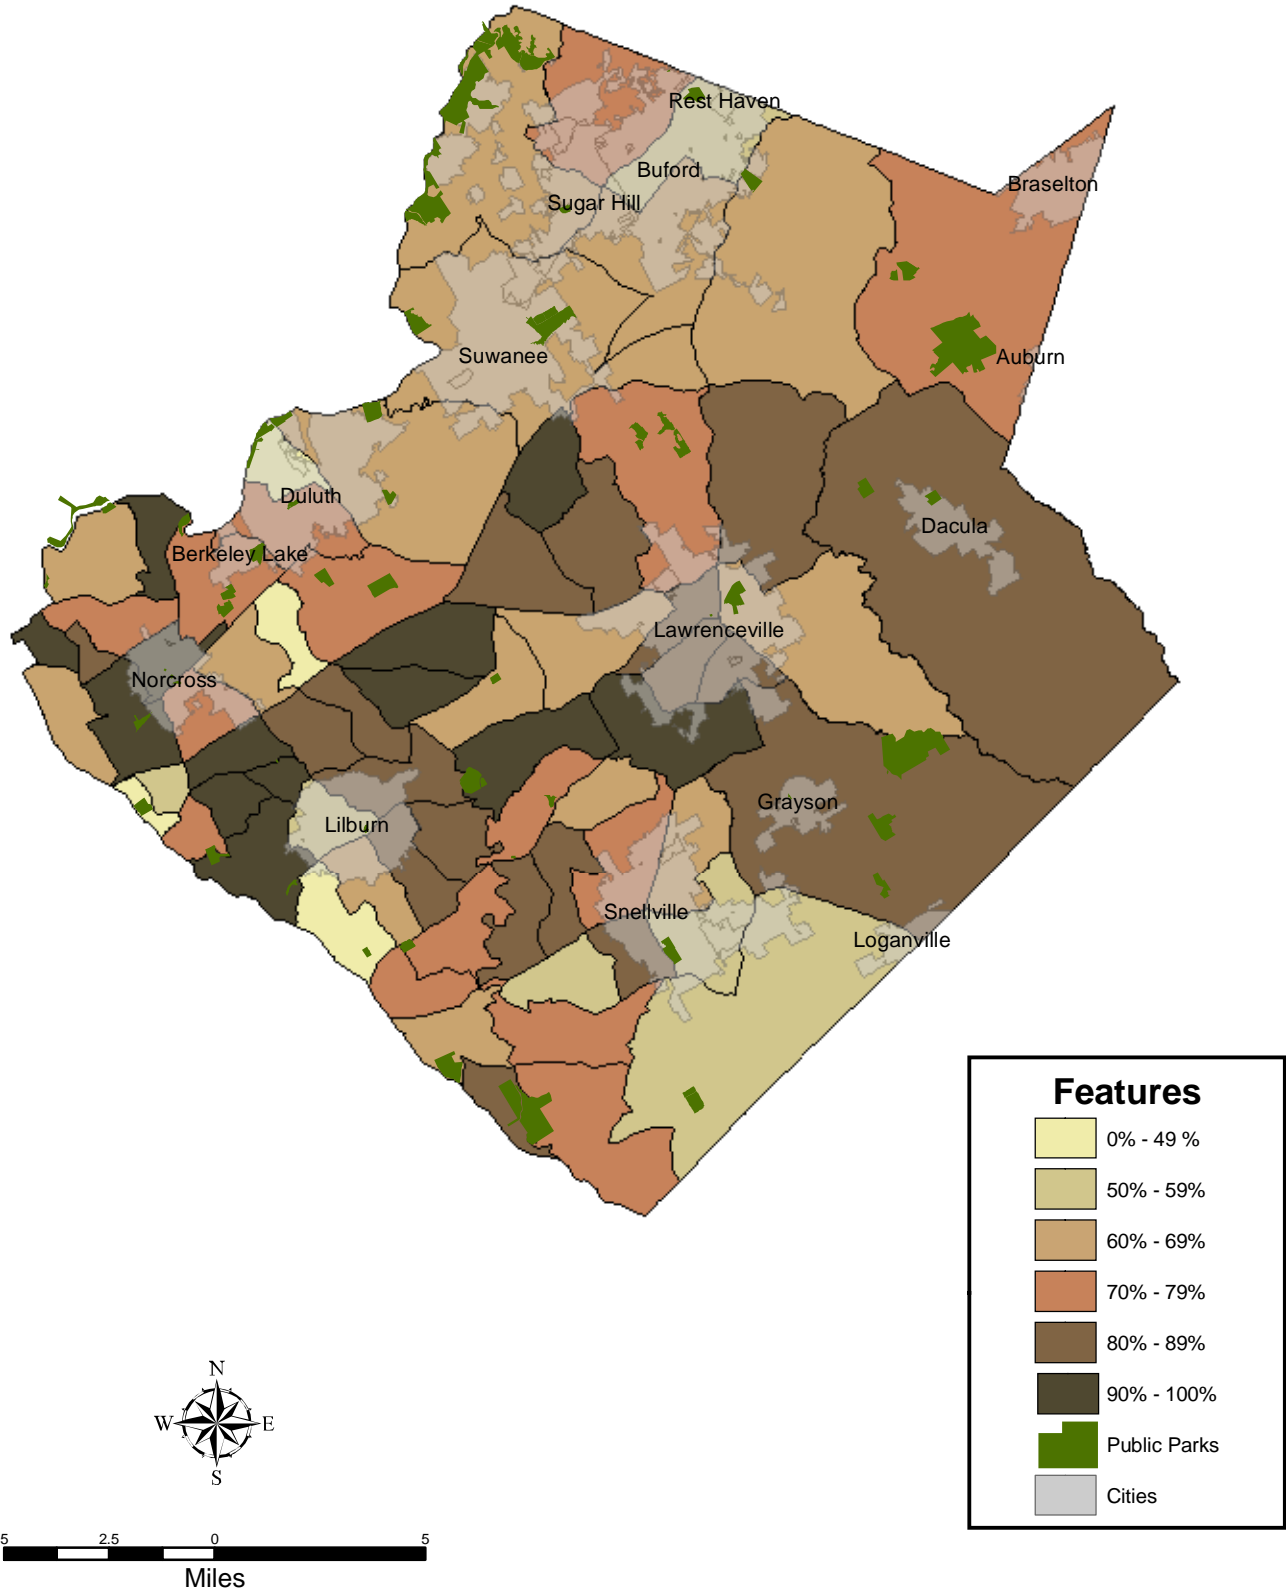 Rest Haven
Buford
Braselton
Sugar Hill
Suwanee
Auburn
Duluth
Dacula
Berkeley Lake
Lawrenceville
Norcross
Grayson
Lilburn
Snellville
Loganville
Features
0% - 49 %
50% - 59%
60% - 69%
70% - 79%
80% - 89%
90% - 100%
Public Parks
Cities
N
W E
S
5 2.5 0 5
Miles